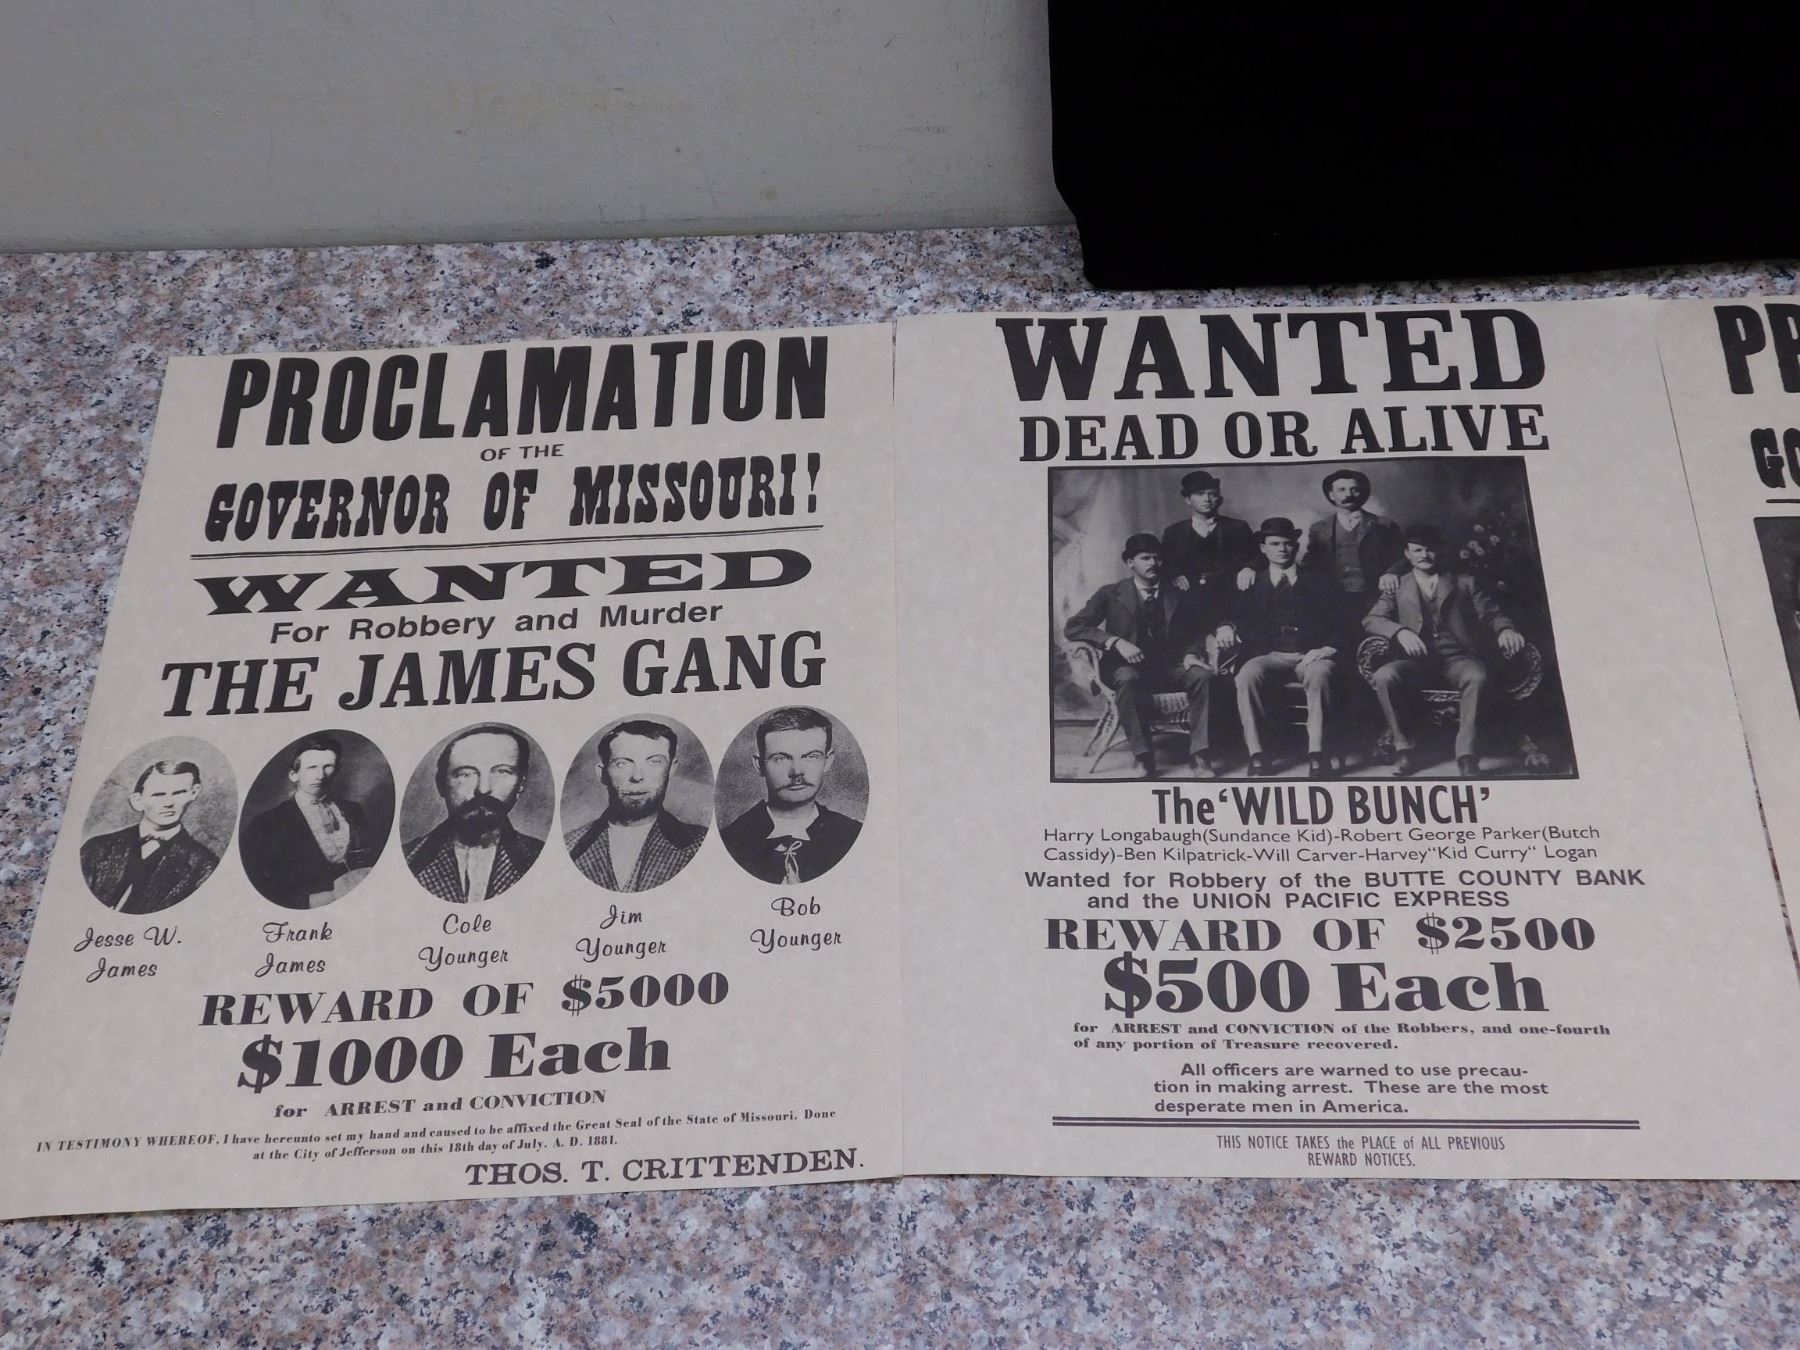 PROCLAMATION
OF THE
GOVERNOR OF MISSOURI!
WANTED
For Robbery and Murder
THE JAMES GANG
Jesse W. James
Frank James
Cole Younger
Jim Younger
Bob Younger
REWARD OF $5000
$1000 Each
for ARREST and CONVICTION
IN TESTIMONY WHEREOF, I have hereunto set my hand and caused to be affixed the Great Seal of the State of Missouri. Done
at the City of Jefferson on this 18th day of July. A. D. 1881.
THOS. T. CRITTENDEN.
WANTED
DEAD OR ALIVE
The 'WILD BUNCH'
Harry Longabaugh(Sundance Kid)-Robert George Parker(Butch
Cassidy)-Ben Kilpatrick-Will Carver-Harvey"Kid Curry" Logan
Wanted for Robbery of the BUTTE COUNTY BANK
and the UNION PACIFIC EXPRESS
REWARD OF $2500
$500 Each
for ARREST and CONVICTION of the Robbers, and one-fourth
of any portion of Treasure recovered.
All officers are warned to use precau-
tion in making arrest. These are the most
desperate men in America.
THIS NOTICE TAKES the PLACE of ALL PREVIOUS
REWARD NOTICES.